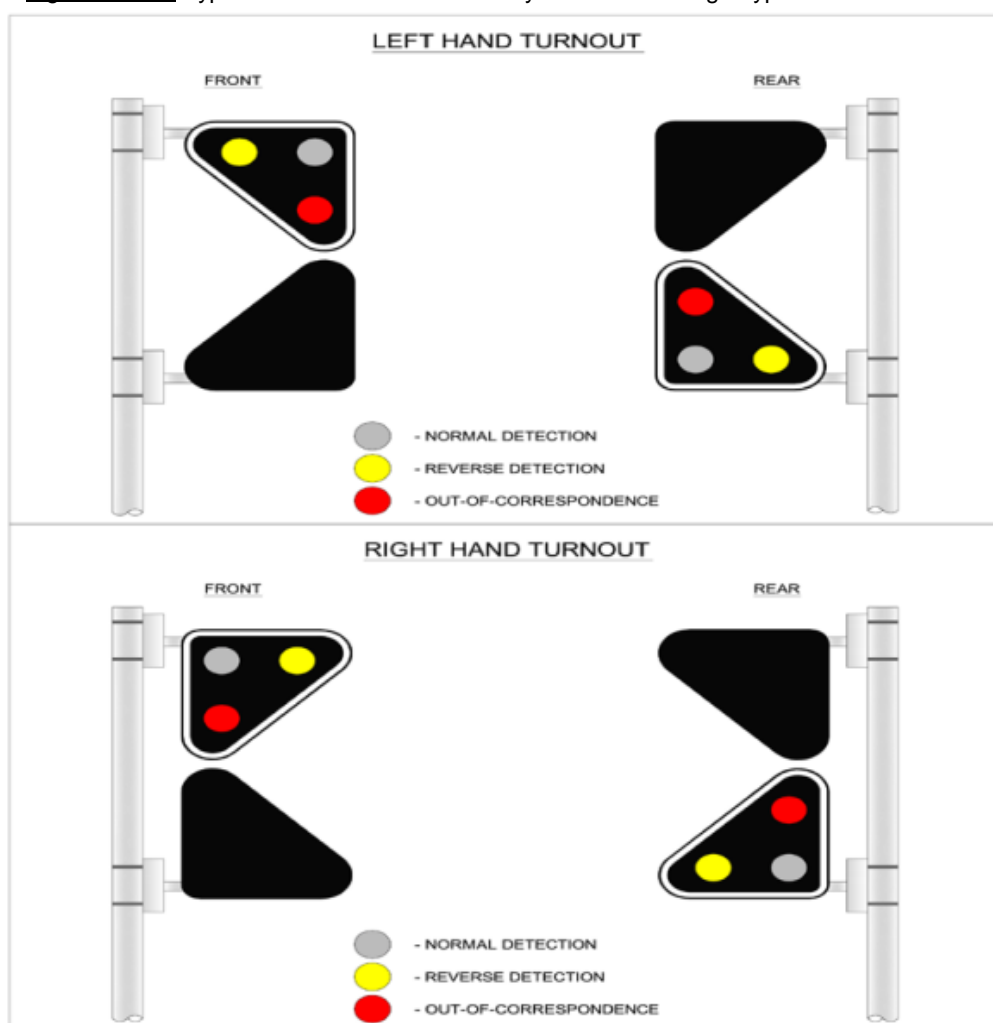 LEFT HAND TURNOUT
FRONT REAR
- NORMAL DETECTION
- REVERSE DETECTION
- OUT-OF-CORRESPONDENCE
RIGHT HAND TURNOUT
FRONT REAR
- NORMAL DETECTION
- REVERSE DETECTION
- OUT-OF-CORRESPONDENCE